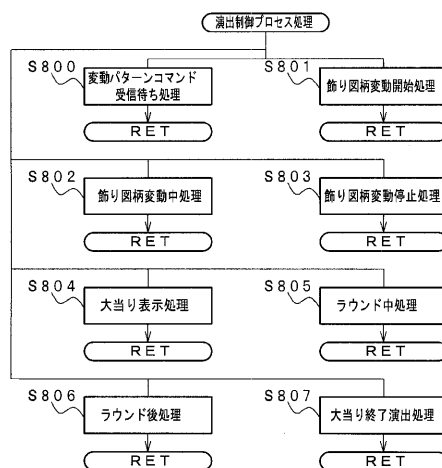 演出制御プロセス処理
S800
変動パターンコマンド
受信待ち処理
RET
S801
飾り図柄変動開始処理
RET
S802
飾り図柄変動中処理
RET
S803
飾り図柄変動停止処理
RET
S804
大当り表示処理
RET
S805
ラウンド中処理
RET
S806
ラウンド後処理
RET
S807
大当り終了演出処理
RET